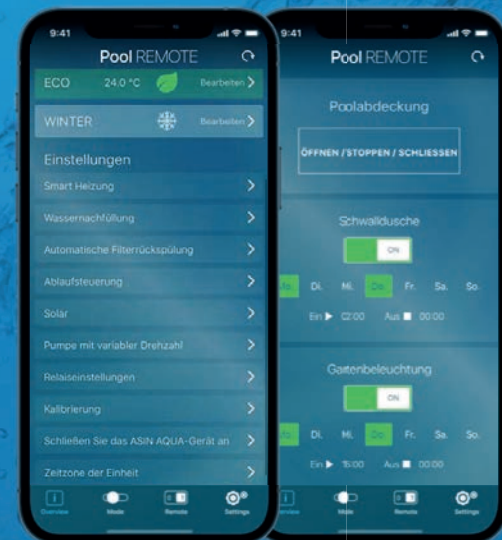 9:41
Pool REMOTE
ECO 24.0 °C Bearbeiten >
WINTER Bearbeiten >
Einstellungen
Smart Heizung >
Wassernachfüllung >
Automatische Filterrückspülung >
Ablaufsteuerung >
Solar >
Pumpe mit variabler Drehzahl >
Relaiseinstellungen >
Kalibrierung >
Schließen Sie das ASIN AQUA-Gerät an >
Zeitzone der Einheit >
Overview Mode Remote Settings
9:41
Pool REMOTE
Poolabdeckung
ÖFFNEN / STOPPEN / SCHLIESSEN
Schwalldusche
ON
Mo. Di. Mi. Do. Fr. Sa. So.
Ein 02:00 Aus 00:00
Gartenbeleuchtung
ON
Mo. Di. Mi. Do. Fr. Sa. So.
Ein 15:00 Aus 00:00
Overview Mode Remote Settings